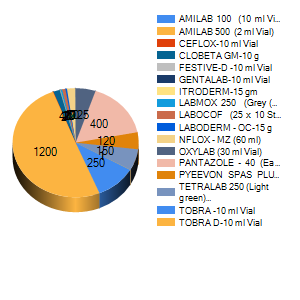 AMILAB 100 (10 ml Vi...
AMILAB 500 (2 ml Vial)
CEFLOX-10 ml Vial
CLOBETA GM-10 g
FESTIVE-D -10 ml Vial
GENTALAB-10 ml Vial
ITRODERM-15 gm
LABMOX 250 (Grey (...
LABOCOF (25 x 10 St...
LABODERM - OC-15 g
NFLOX - MZ (60 ml)
OXYLAB (30 ml Vial)
PANTAZOLE - 40 (Ea...
PYEEVON SPAS PLU...
TETRALAB 250 (Light
green)...
TOBRA -10 ml Vial
TOBRA D-10 ml Vial
400
120
150
250
1200